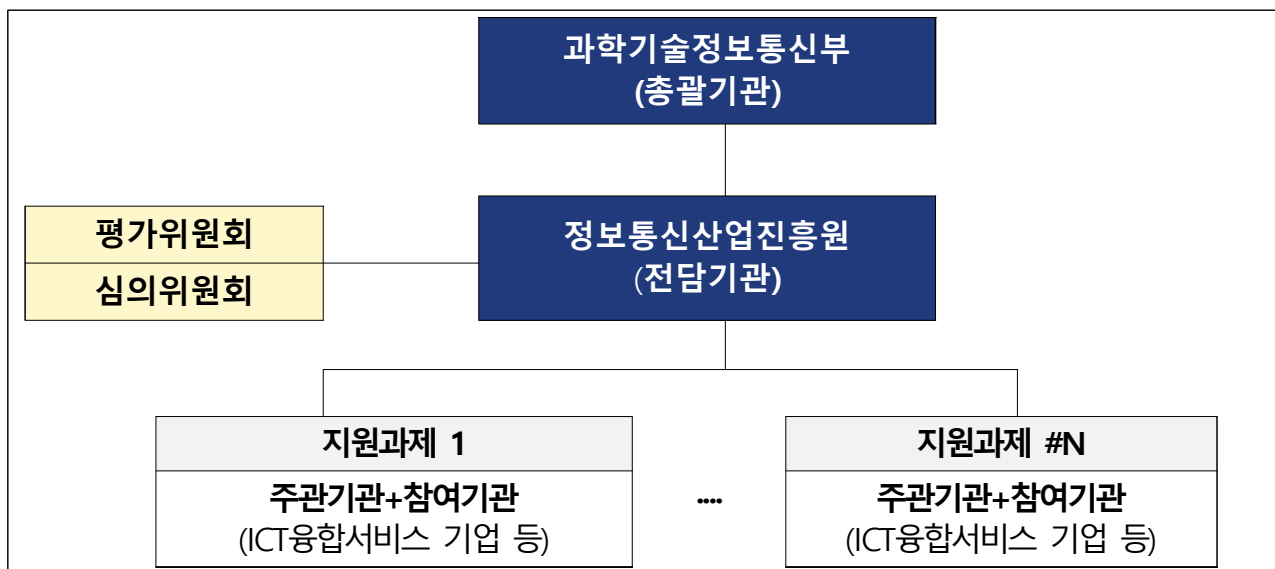 과학기술정보통신부
(총괄기관)
평가위원회
심의위원회
정보통신산업진흥원
(전담기관)
지원과제 1
주관기관+참여기관
(ICT융합서비스 기업 등)
....
지원과제 #N
주관기관+참여기관
(ICT융합서비스 기업 등)